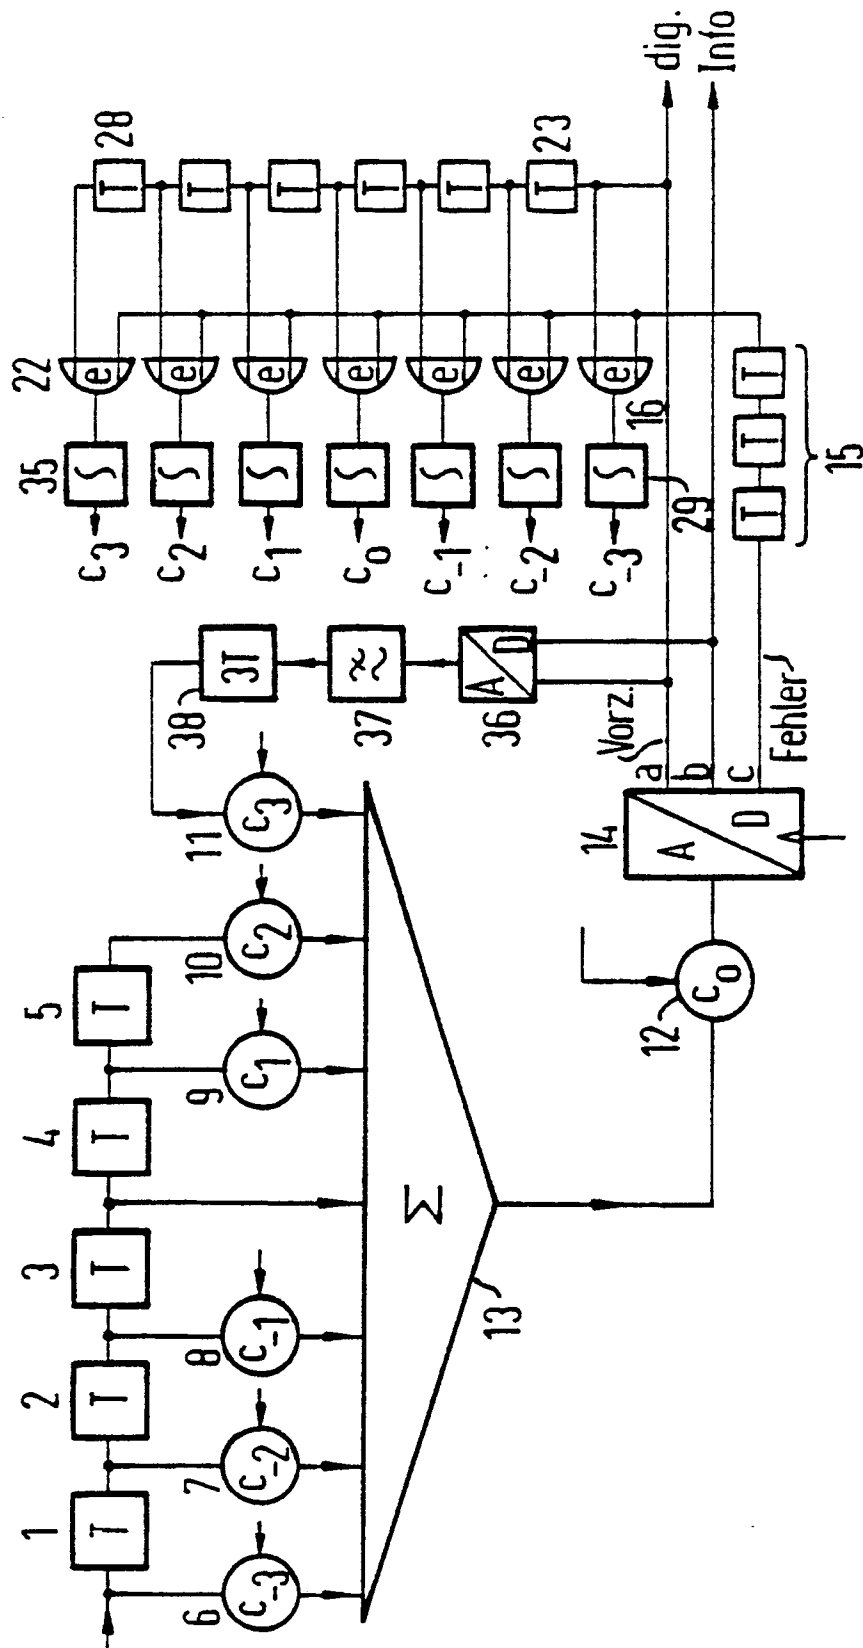 1 2 3 4 5
T T T T T
6 7 8 9 10 11
C-3 C-2 C-1 C1 C2 C3
38 3T
37 ≂
36 A D
Σ
13
35 22 28
C3 ∫ e T
C2 ∫ e T
C1 ∫ e T
C0 ∫ e T
C-1 ∫ e T
C-2 ∫ e T
C-3 ∫ e
23
29 16
12 C0
14 A D
a Vorz.
b
c Fehler
T T T
15
dig.
Info